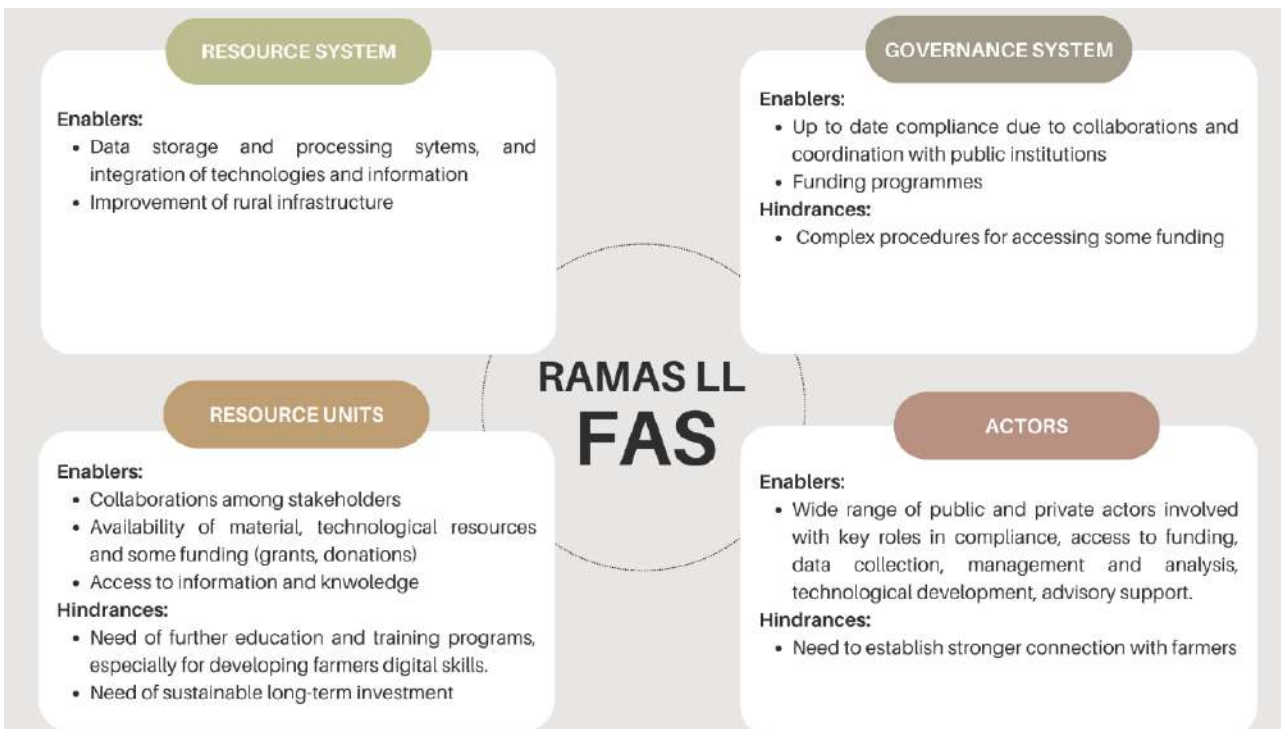 RESOURCE SYSTEM
Enablers:
• Data storage and processing sytems, and
integration of technologies and information
• Improvement of rural infrastructure
GOVERNANCE SYSTEM
Enablers:
• Up to date compliance due to collaborations and
coordination with public institutions
• Funding programmes
Hindrances:
• Complex procedures for accessing some funding
RAMAS LL
FAS
RESOURCE UNITS
Enablers:
• Collaborations among stakeholders
• Availability of material, technological resources
and some funding (grants, donations)
• Access to information and knwoledge
Hindrances:
• Need of further education and training programs,
especially for developing farmers digital skills.
• Need of sustainable long-term investment
ACTORS
Enablers:
• Wide range of public and private actors involved
with key roles in compliance, access to funding,
data collection, management and analysis,
technological development, advisory support.
Hindrances:
• Need to establish stronger connection with farmers